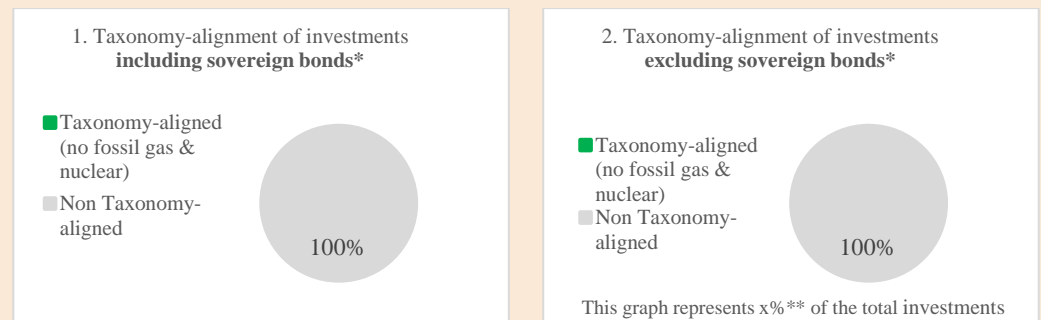 1. Taxonomy-alignment of investments
including sovereign bonds*
Taxonomy-aligned
(no fossil gas &
nuclear)
Non Taxonomy-
aligned
100%
2. Taxonomy-alignment of investments
excluding sovereign bonds*
Taxonomy-aligned
(no fossil gas &
nuclear)
Non Taxonomy-
aligned
100%
This graph represents x%** of the total investments